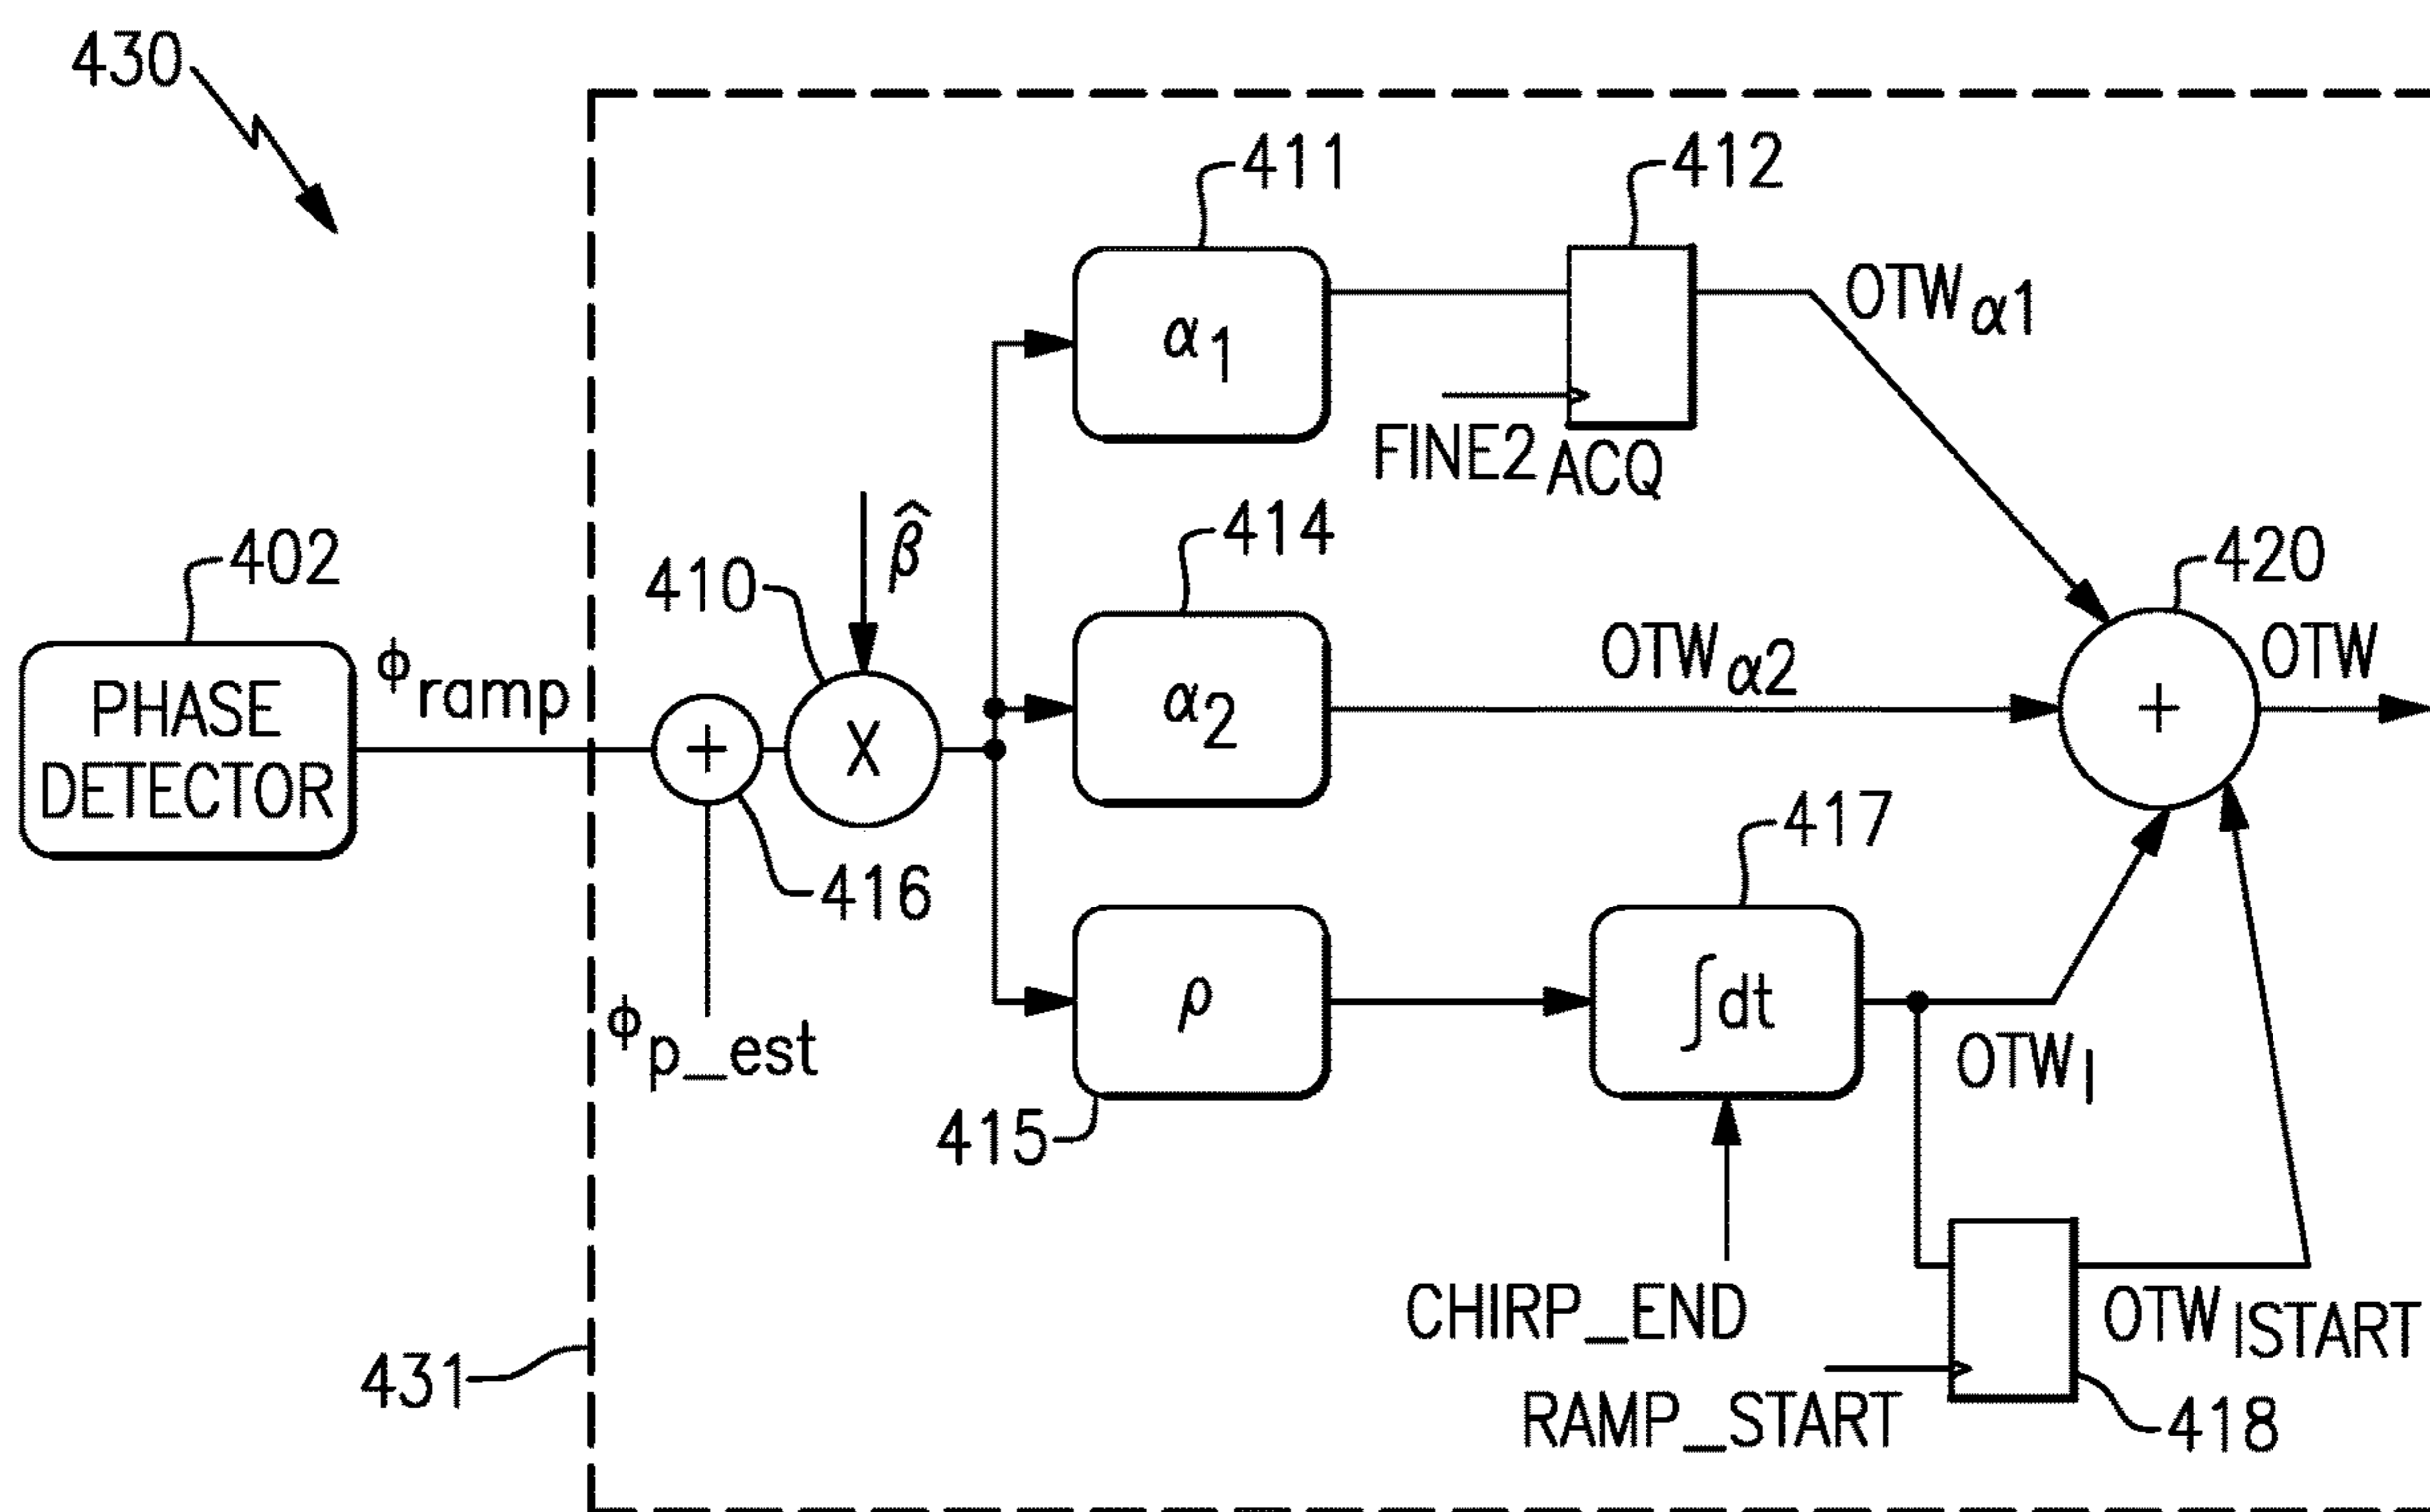 430
411
412
α1
OTWα1
FINE2ACQ
402
410
β̂
414
420
PHASE
DETECTOR
ϕramp
+
X
α2
OTWα2
+
OTW
416
417
ϕp_est
ρ
∫dt
OTWI
415
CHIRP_END
OTWISTART
RAMP_START
431
418